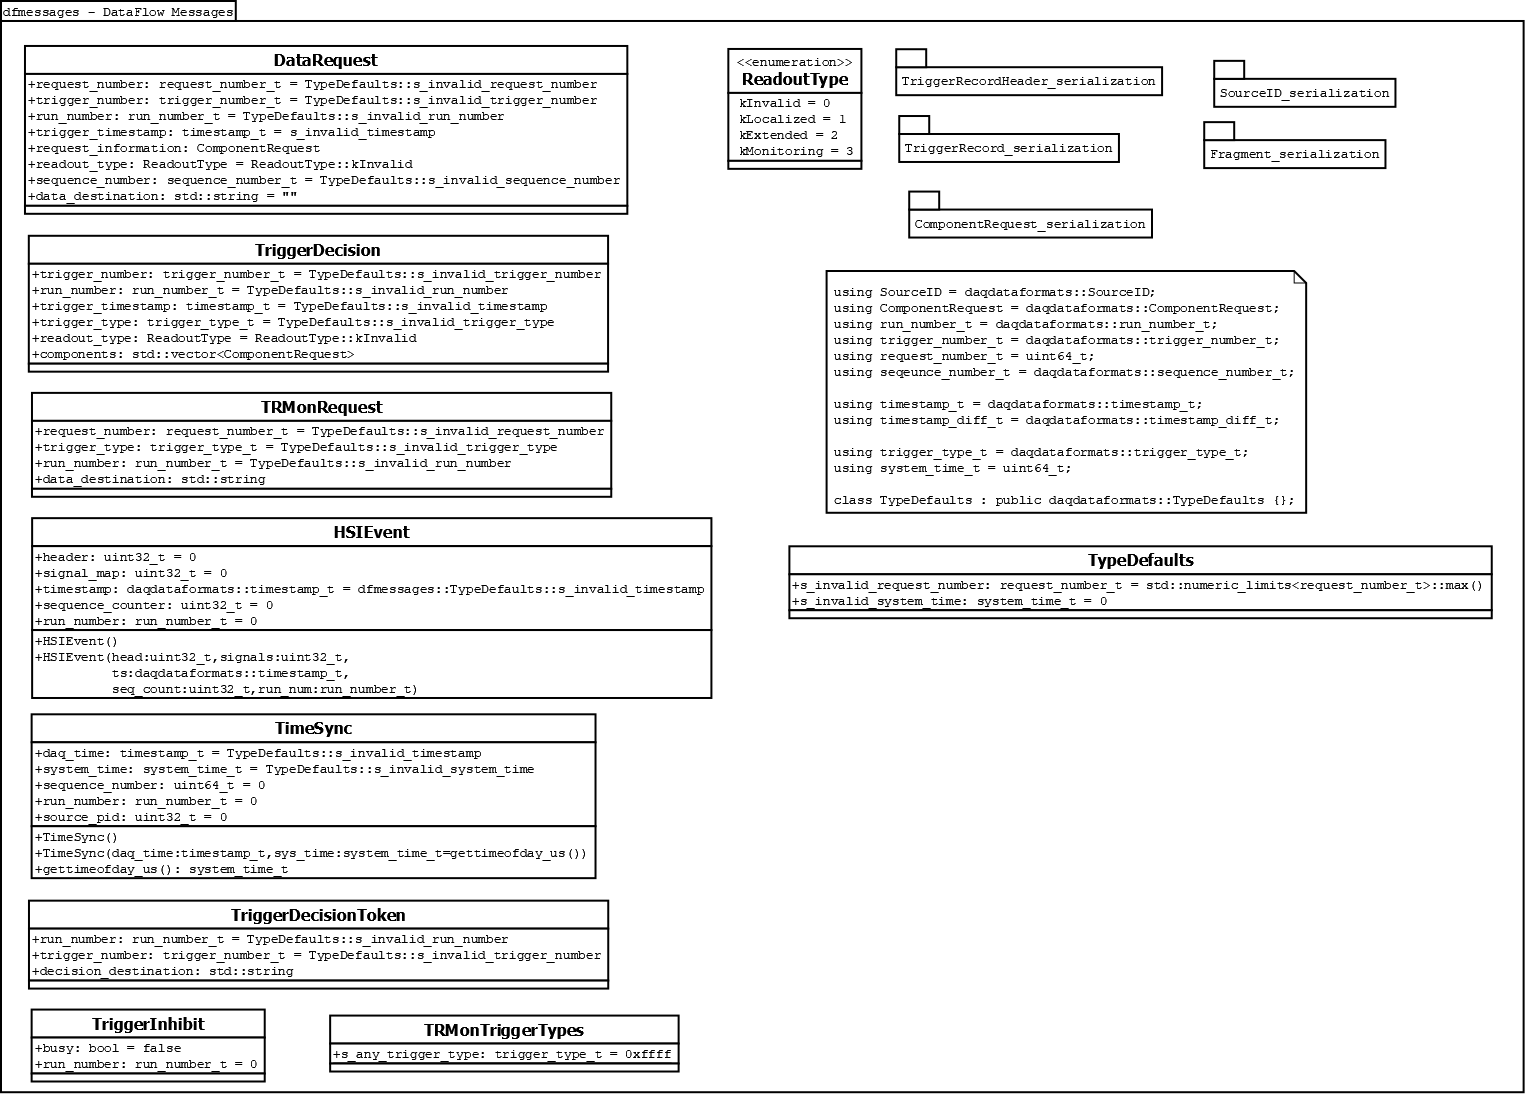 dfmessages - DataFlow Messages
DataRequest
+request_number: request_number_t = TypeDefaults::s_invalid_request_number
+trigger_number: trigger_number_t = TypeDefaults::s_invalid_trigger_number
+run_number: run_number_t = TypeDefaults::s_invalid_run_number
+trigger_timestamp: timestamp_t = s_invalid_timestamp
+request_information: ComponentRequest
+readout_type: ReadoutType = ReadoutType::kInvalid
+sequence_number: sequence_number_t = TypeDefaults::s_invalid_sequence_number
+data_destination: std::string = ""
TriggerDecision
+trigger_number: trigger_number_t = TypeDefaults::s_invalid_trigger_number
+run_number: run_number_t = TypeDefaults::s_invalid_run_number
+trigger_timestamp: timestamp_t = TypeDefaults::s_invalid_timestamp
+trigger_type: trigger_type_t = TypeDefaults::s_invalid_trigger_type
+readout_type: ReadoutType = ReadoutType::kInvalid
+components: std::vector<ComponentRequest>
TRMonRequest
+request_number: request_number_t = TypeDefaults::s_invalid_request_number
+trigger_type: trigger_type_t = TypeDefaults::s_invalid_trigger_type
+run_number: run_number_t = TypeDefaults::s_invalid_run_number
+data_destination: std::string
HSIEvent
+header: uint32_t = 0
+signal_map: uint32_t = 0
+timestamp: daqdataformats::timestamp_t = dfmessages::TypeDefaults::s_invalid_timestamp
+sequence_counter: uint32_t = 0
+run_number: run_number_t = 0
+HSIEvent()
+HSIEvent(head:uint32_t,signals:uint32_t,
ts:daqdataformats::timestamp_t,
seq_count:uint32_t,run_num:run_number_t)
TimeSync
+daq_time: timestamp_t = TypeDefaults::s_invalid_timestamp
+system_time: system_time_t = TypeDefaults::s_invalid_system_time
+sequence_number: uint64_t = 0
+run_number: run_number_t = 0
+source_pid: uint32_t = 0
+TimeSync()
+TimeSync(daq_time:timestamp_t,sys_time:system_time_t=gettimeofday_us())
+gettimeofday_us(): system_time_t
TriggerDecisionToken
+run_number: run_number_t = TypeDefaults::s_invalid_run_number
+trigger_number: trigger_number_t = TypeDefaults::s_invalid_trigger_number
+decision_destination: std::string
TriggerInhibit
+busy: bool = false
+run_number: run_number_t = 0
TRMonTriggerTypes
+s_any_trigger_type: trigger_type_t = 0xffff
<<enumeration>>
ReadoutType
kInvalid = 0
kLocalized = 1
kExtended = 2
kMonitoring = 3
TriggerRecordHeader_serialization
SourceID_serialization
TriggerRecord_serialization
Fragment_serialization
ComponentRequest_serialization
using SourceID = daqdataformats::SourceID;
using ComponentRequest = daqdataformats::ComponentRequest;
using run_number_t = daqdataformats::run_number_t;
using trigger_number_t = daqdataformats::trigger_number_t;
using request_number_t = uint64_t;
using seqeunce_number_t = daqdataformats::sequence_number_t;
using timestamp_t = daqdataformats::timestamp_t;
using timestamp_diff_t = daqdataformats::timestamp_diff_t;
using trigger_type_t = daqdataformats::trigger_type_t;
using system_time_t = uint64_t;
class TypeDefaults : public daqdataformats::TypeDefaults {};
TypeDefaults
+s_invalid_request_number: request_number_t = std::numeric_limits<request_number_t>::max()
+s_invalid_system_time: system_time_t = 0